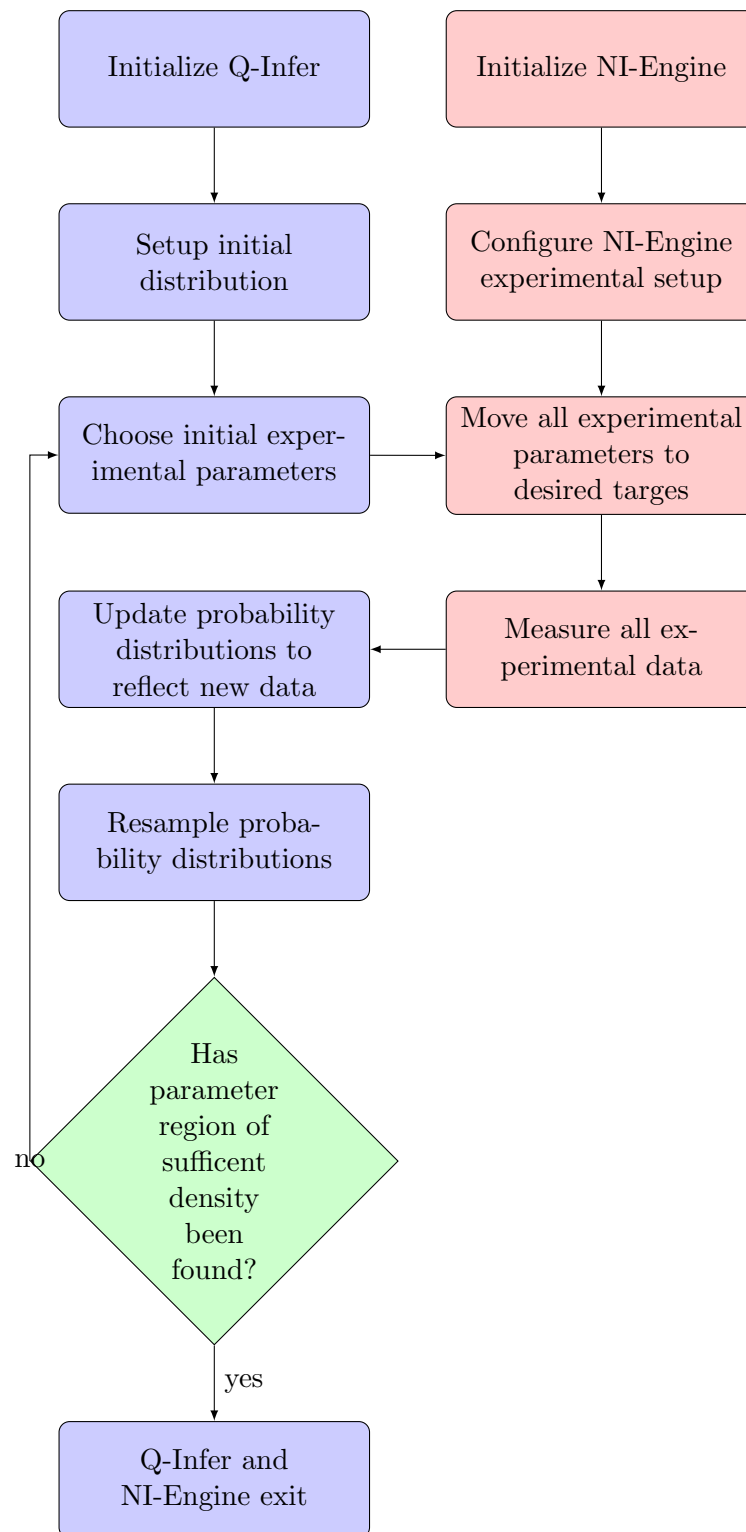 Initialize Q-Infer
Initialize NI-Engine
Setup initial
distribution
Configure NI-Engine
experimental setup
Choose initial exper-
imental parameters
Move all experimental
parameters to
desired targes
Update probability
distributions to
reflect new data
Measure all ex-
perimental data
Resample proba-
bility distributions
Has
parameter
region of
sufficent
density
been
found?
no
yes
Q-Infer and
NI-Engine exit